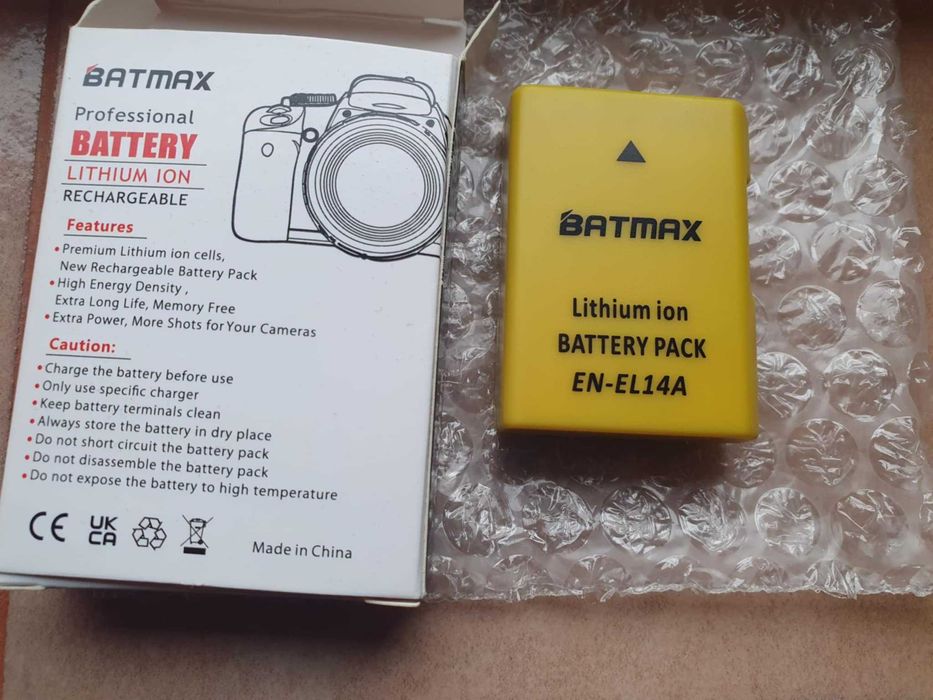 BATMAX
Professional
BATTERY
LITHIUM ION
RECHARGEABLE
Features
• Premium Lithium ion cells,
New Rechargeable Battery Pack
• High Energy Density ,
Extra Long Life, Memory Free
• Extra Power, More Shots for Your Cameras
Caution:
• Charge the battery before use
• Only use specific charger
• Keep battery terminals clean
• Always store the battery in dry place
• Do not short circuit the battery pack
• Do not disassemble the battery pack
• Do not expose the battery to high temperature
CE
UK
CA
Made in China
BATMAX
Lithium ion
BATTERY PACK
EN-EL14A